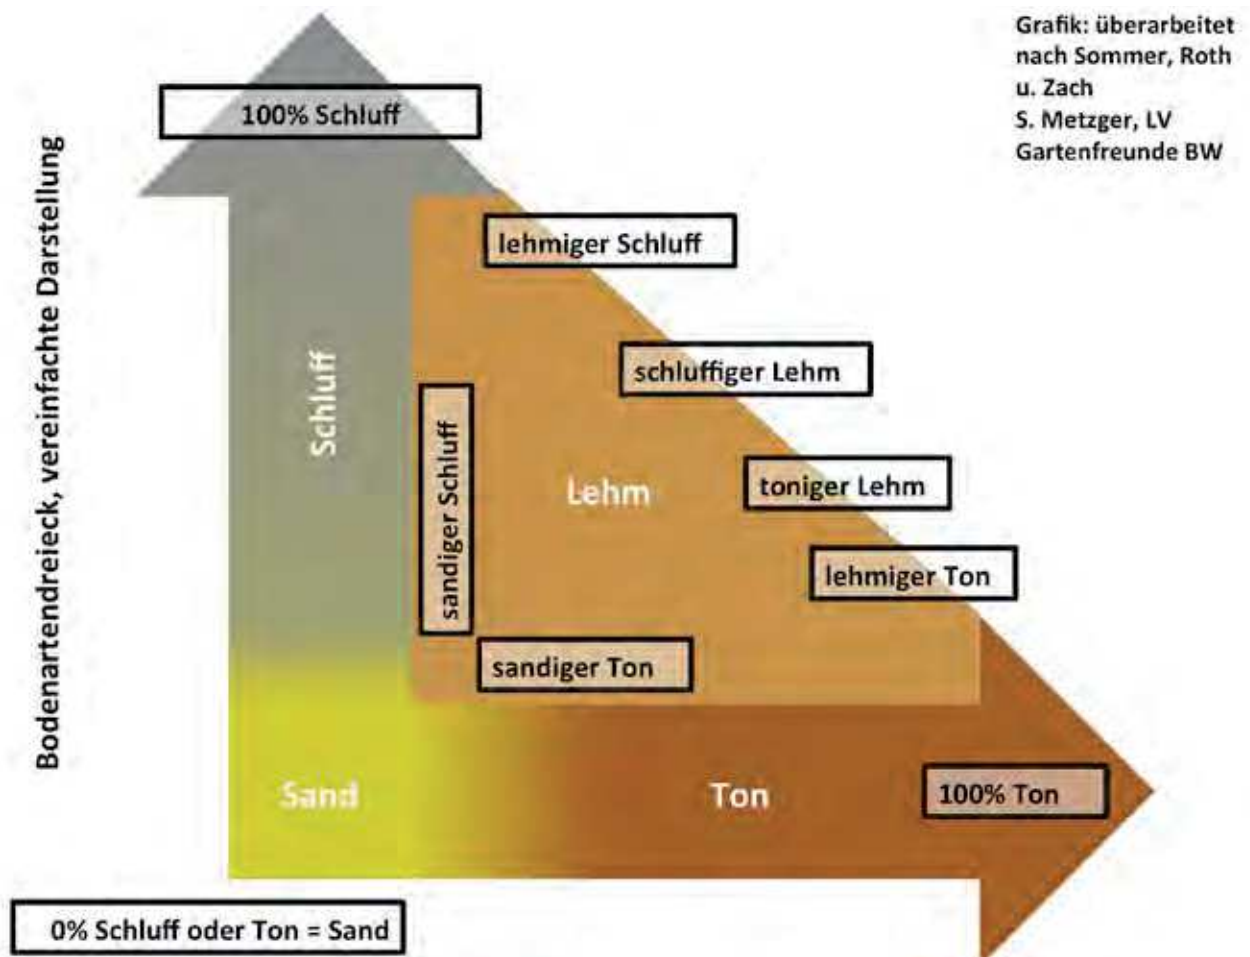 Grafik: überarbeitet
nach Sommer, Roth
u. Zach
S. Metzger, LV
Gartenfreunde BW
Bodenartendreieck, vereinfachte Darstellung
100% Schluff
lehmiger Schluff
schluffiger Lehm
Schluff
sandiger Schluff
Lehm
toniger Lehm
lehmiger Ton
sandiger Ton
Sand
Ton
100% Ton
0% Schluff oder Ton = Sand